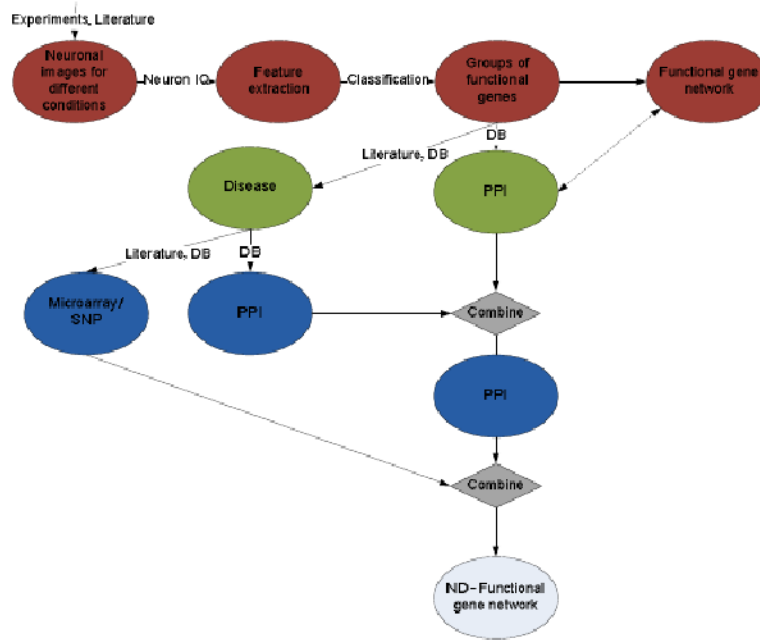 Experiments, Literature
Neuronal
images for
different
conditions
Neuron IQ
Feature
extraction
Classification
Groups of
functional
genes
Functional gene
network
DB
Literature, DB
Disease
PPI
Literature, DB
DB
Microarray/
SNP
PPI
Combine
PPI
Combine
ND-Functional
gene network